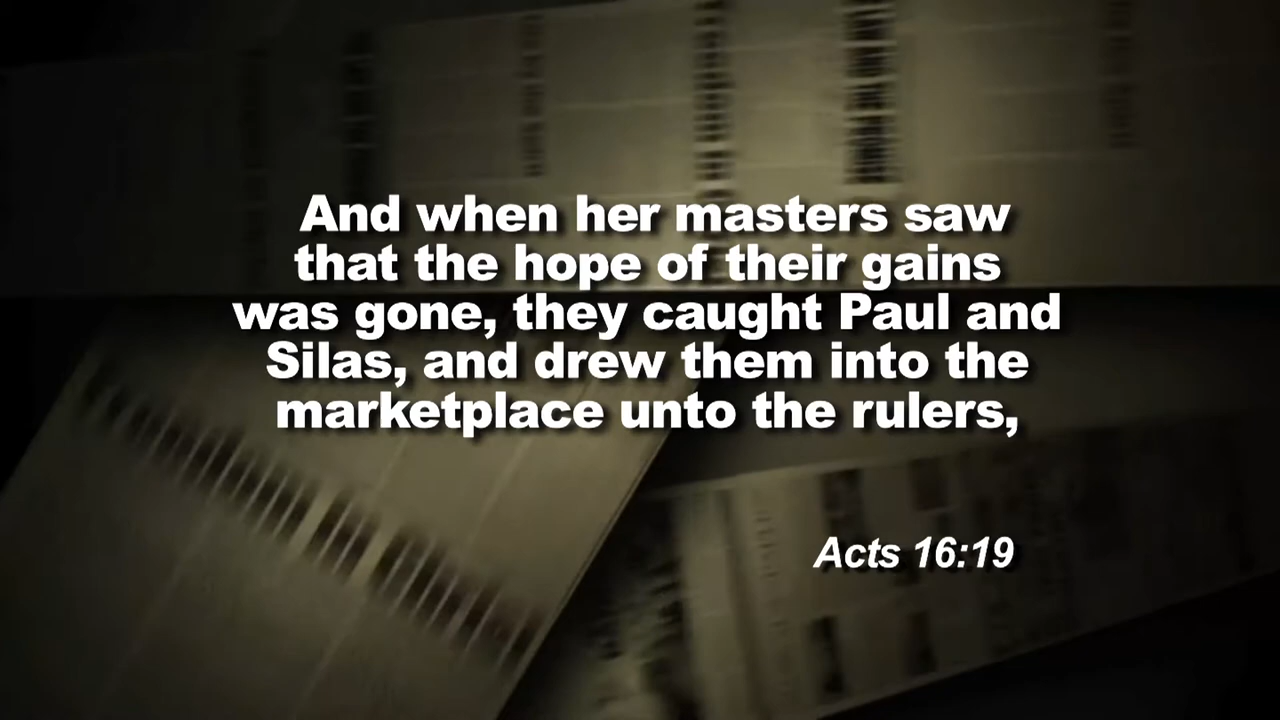 And when her masters saw
that the hope of their gains
was gone, they caught Paul and
Silas, and drew them into the
marketplace unto the rulers,
Acts 16:19